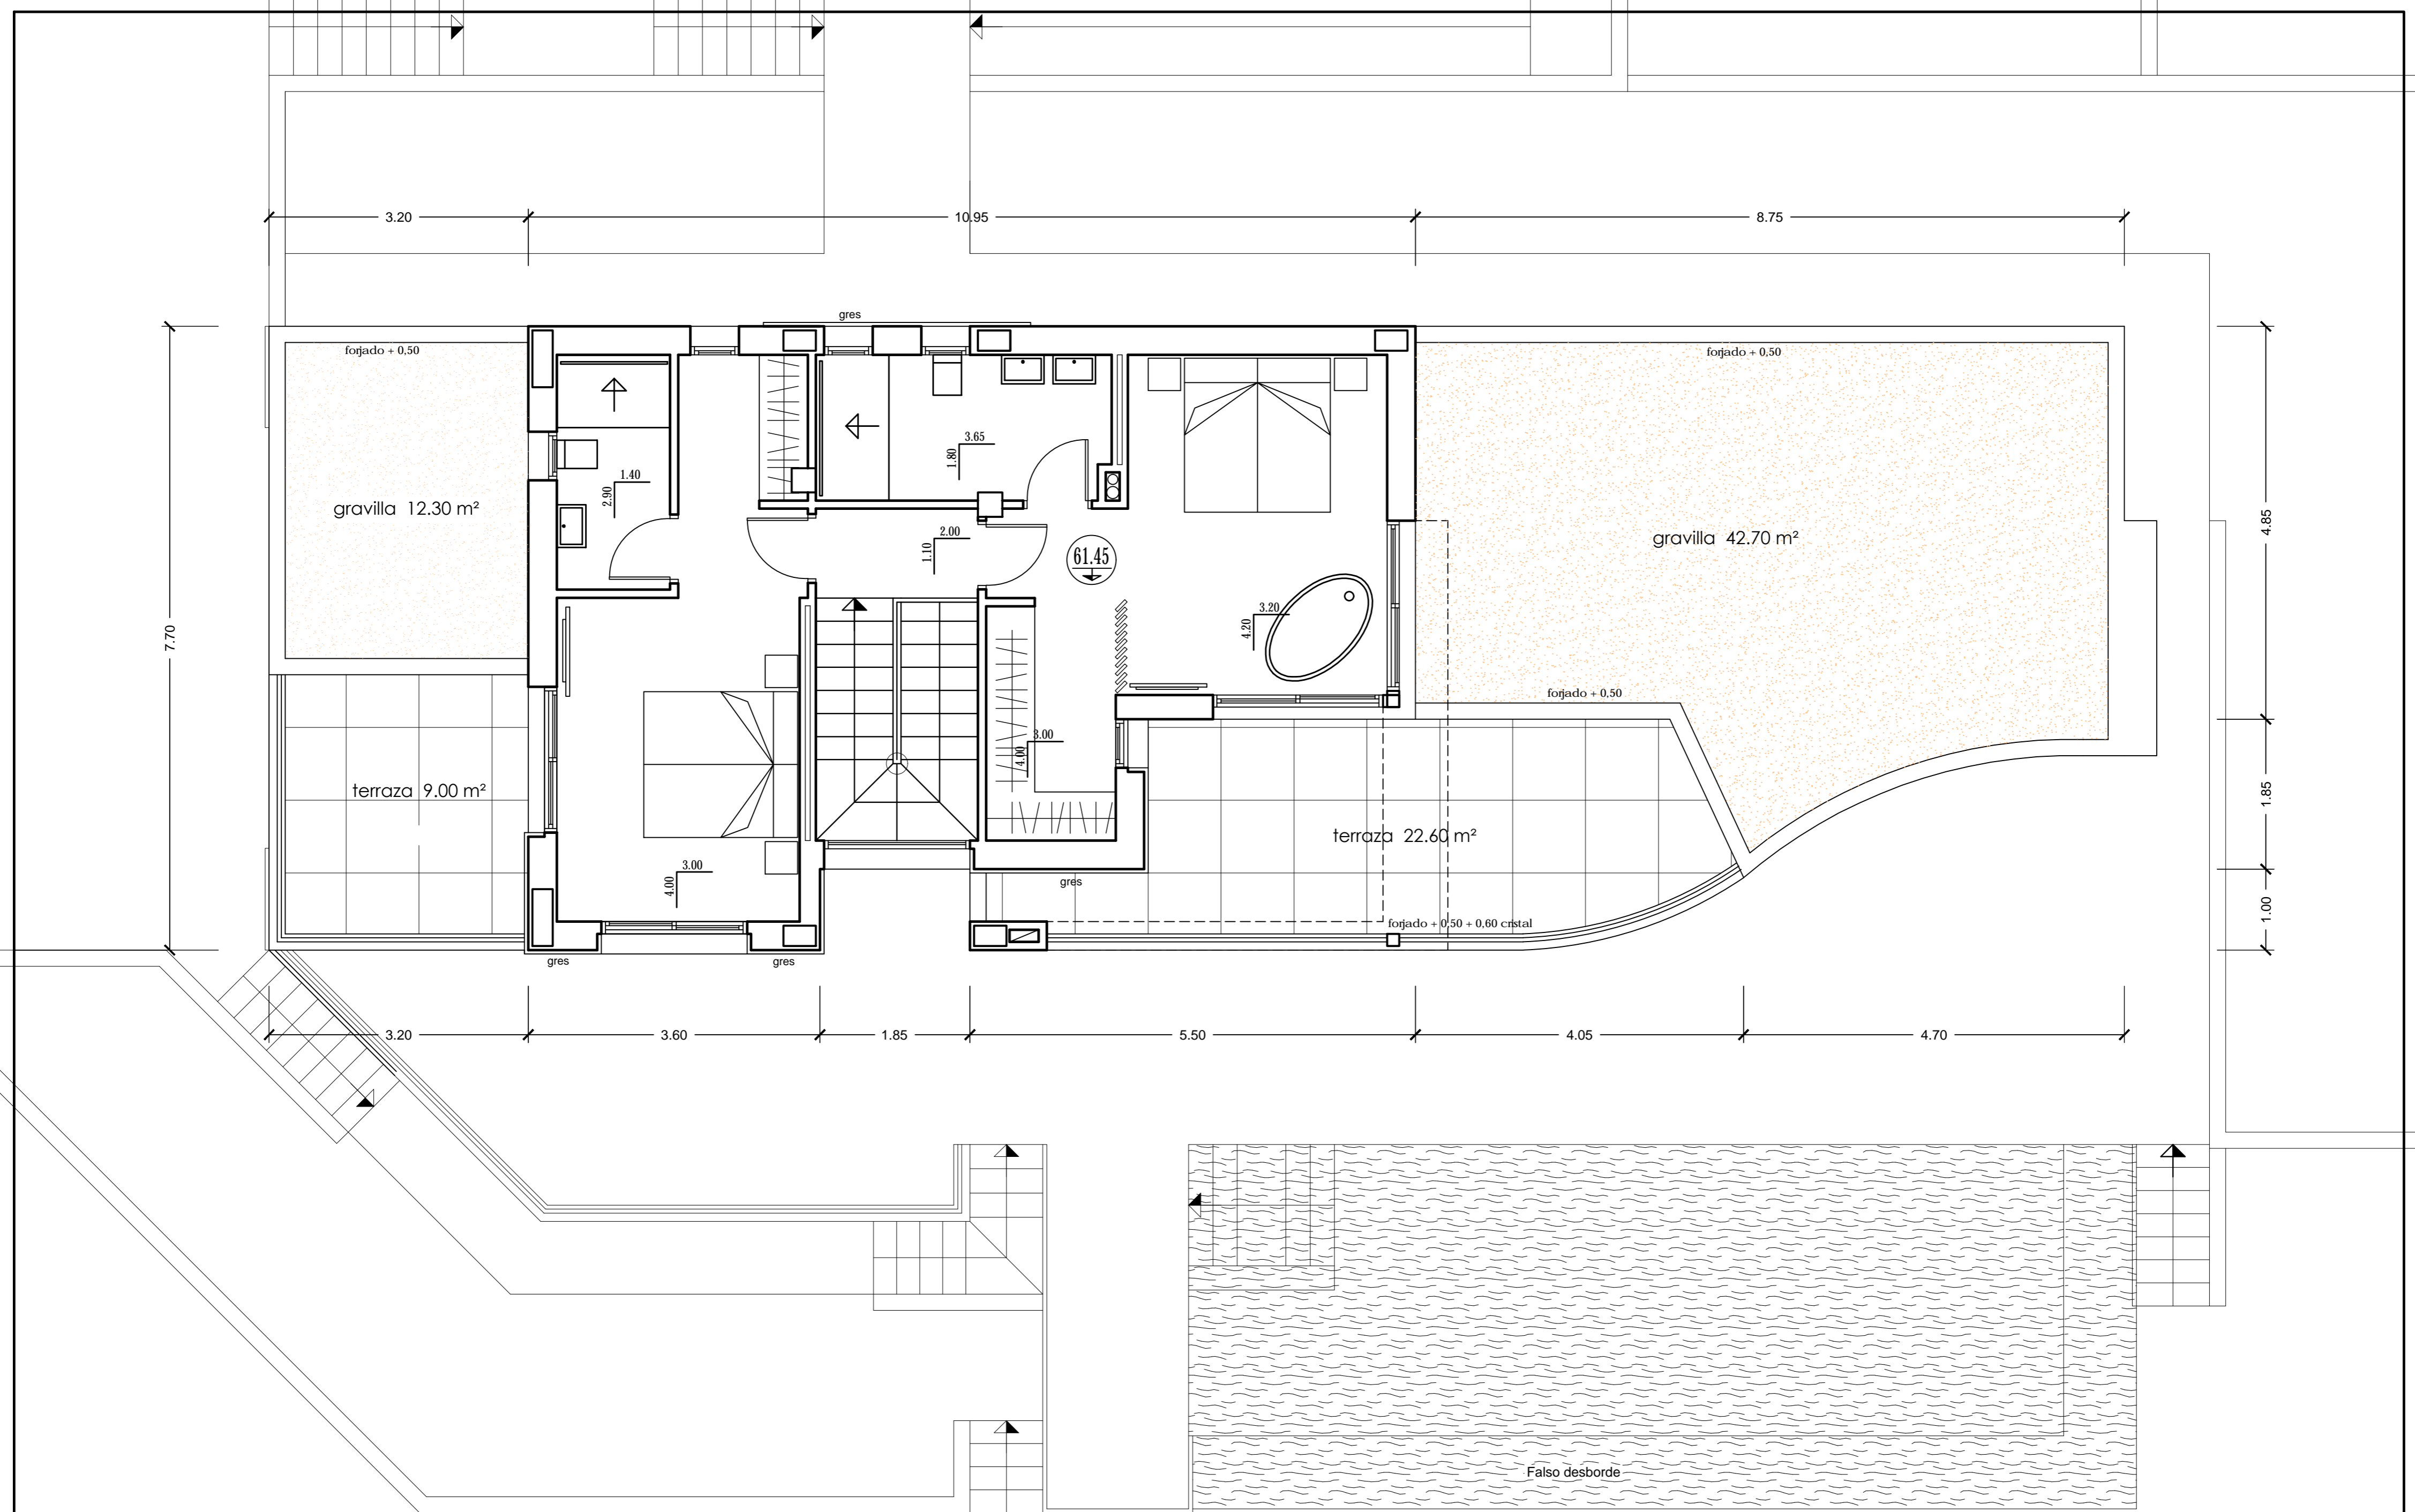 3.20
10.95
8.75
gres
forjado + 0,50
forjado + 0,50
3.65
1.80
1.40
2.90
gravilla 12.30 m²
2.00
1.10
61.45
gravilla 42.70 m²
4.85
7.70
3.20
4.20
forjado + 0,50
3.00
4.00
terraza 9.00 m²
1.85
terraza 22.60 m²
3.00
4.00
gres
1.00
forjado + 0,50 + 0,60 cristal
gres
gres
3.20
3.60
1.85
5.50
4.05
4.70
Falso desborde